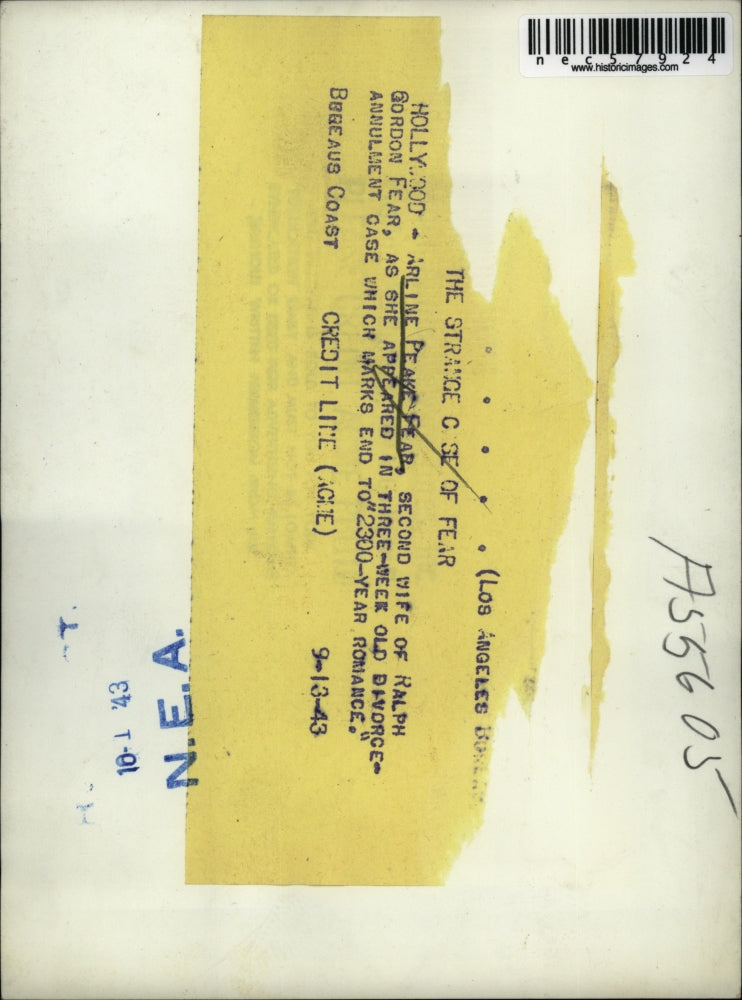 nec57924
www.historicimages.com
A55605
. . . . . (LOS ANGELES BUREAU
THE STRANGE CASE OF FEAR
HOLLYWOOD - ARLINE PEAKE FEAR, SECOND WIFE OF RALPH
GORDON FEAR, AS SHE APPEARED IN THREE-WEEK OLD DIVORCE-
ANNULMENT CASE WHICH MARKS END TO "2300-YEAR ROMANCE."
BUREAUS COAST CREDIT LINE (ACME) 9-13-43
N.E.A.
10-1 '43
T.